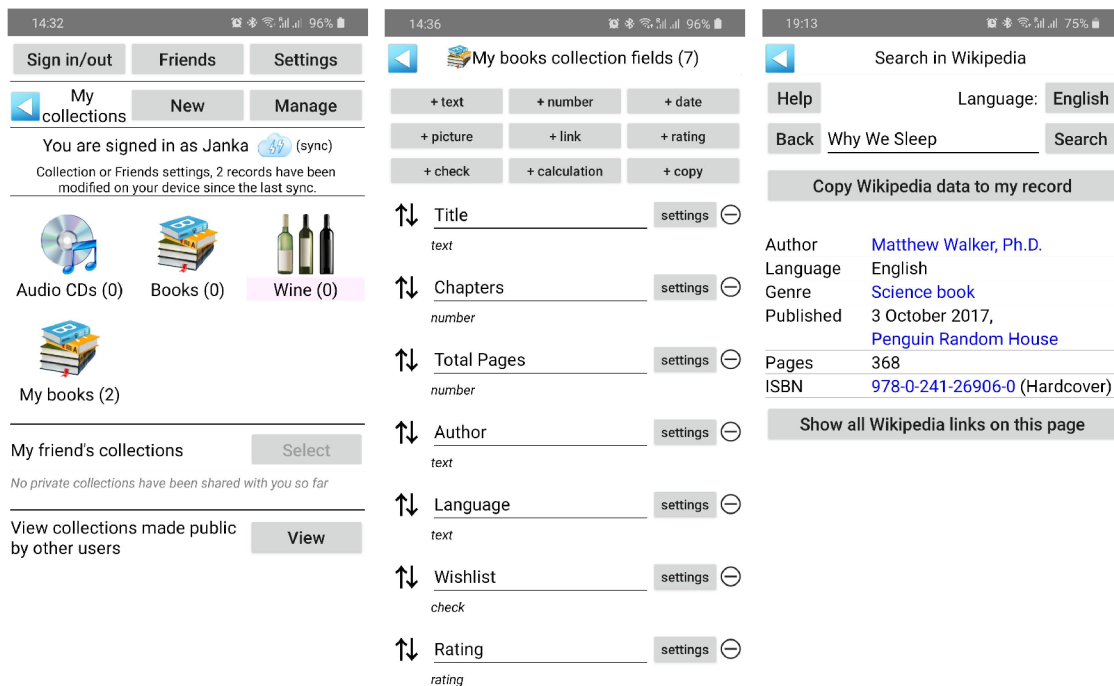 14:32 96%
Sign in/out Friends Settings
My collections New Manage
You are signed in as Janka (sync)
Collection or Friends settings, 2 records have been
modified on your device since the last sync.
Audio CDs (0) Books (0) Wine (0)
My books (2)
My friend's collections Select
No private collections have been shared with you so far
View collections made public
by other users View
14:36 96%
My books collection fields (7)
+ text + number + date
+ picture + link + rating
+ check + calculation + copy
Title settings
text
Chapters settings
number
Total Pages settings
number
Author settings
text
Language settings
text
Wishlist settings
check
Rating settings
rating
19:13 75%
Search in Wikipedia
Help Language: English
Back Why We Sleep Search
Copy Wikipedia data to my record
Author Matthew Walker, Ph.D.
Language English
Genre Science book
Published 3 October 2017,
Penguin Random House
Pages 368
ISBN 978-0-241-26906-0 (Hardcover)
Show all Wikipedia links on this page